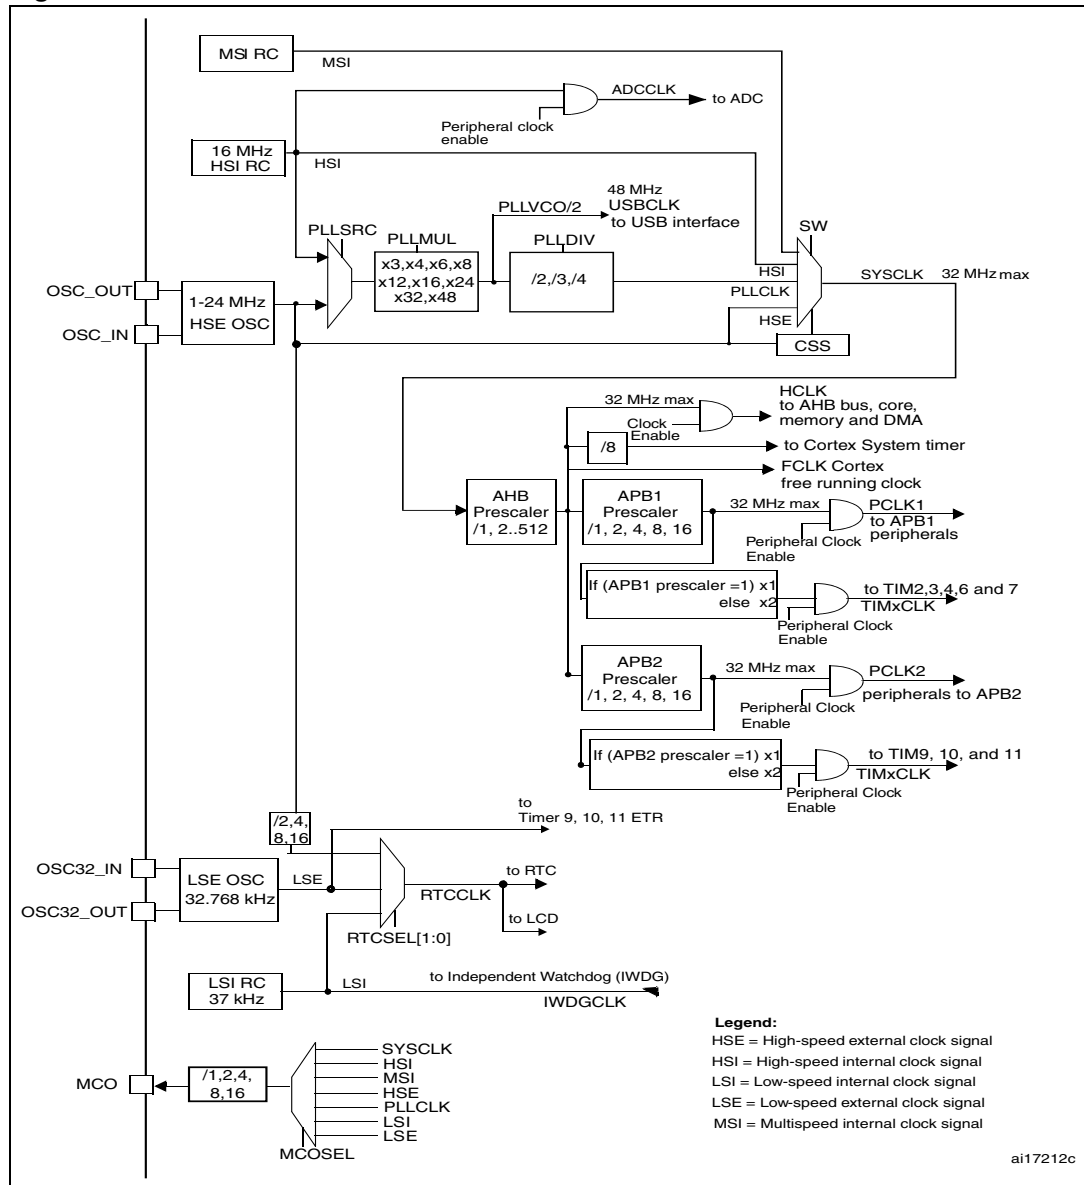 MSI RC
MSI
ADCCLK
to ADC
Peripheral clock
enable
16 MHz
HSI RC
HSI
48 MHz
USBCLK
to USB interface
PLLVCO/2
PLLSRC
PLLMUL
PLLDIV
SW
x3,x4,x6,x8
x12,x16,x24
x32,x48
/2,/3,/4
HSI
PLLCLK
HSE
SYSCLK
32 MHz max
OSC_OUT
OSC_IN
1-24 MHz
HSE OSC
CSS
32 MHz max
HCLK
to AHB bus, core,
memory and DMA
Clock
Enable
/8
to Cortex System timer
FCLK Cortex
free running clock
AHB
Prescaler
/1, 2..512
APB1
Prescaler
/1, 2, 4, 8, 16
32 MHz max
PCLK1
to APB1
peripherals
Peripheral Clock
Enable
If (APB1 prescaler =1) x1
else x2
to TIM2,3,4,6 and 7
TIMxCLK
Peripheral Clock
Enable
APB2
Prescaler
/1, 2, 4, 8, 16
32 MHz max
PCLK2
peripherals to APB2
Peripheral Clock
Enable
If (APB2 prescaler =1) x1
else x2
to TIM9, 10, and 11
TIMxCLK
Peripheral Clock
Enable
to
Timer 9, 10, 11 ETR
/2,4,
8,16
OSC32_IN
OSC32_OUT
LSE OSC
32.768 kHz
LSE
RTCCLK
to RTC
to LCD
RTCSEL[1:0]
LSI RC
37 kHz
LSI
to Independent Watchdog (IWDG)
IWDGCLK
MCO
/1,2,4,
8,16
SYSCLK
HSI
MSI
HSE
PLLCLK
LSI
LSE
MCOSEL
Legend:
HSE = High-speed external clock signal
HSI = High-speed internal clock signal
LSI = Low-speed internal clock signal
LSE = Low-speed external clock signal
MSI = Multispeed internal clock signal
ai17212c